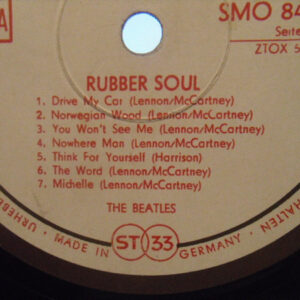 SMO 84
Seite
ZTOX 5
RUBBER SOUL
1. Drive My Car (Lennon/McCartney)
2. Norwegian Wood (Lennon/McCartney)
3. You Won't See Me (Lennon/McCartney)
4. Nowhere Man (Lennon/McCartney)
5. Think For Yourself (Harrison)
6. The Word (Lennon/McCartney)
7. Michelle (Lennon/McCartney)
THE BEATLES
MADE IN GERMANY
ST 33